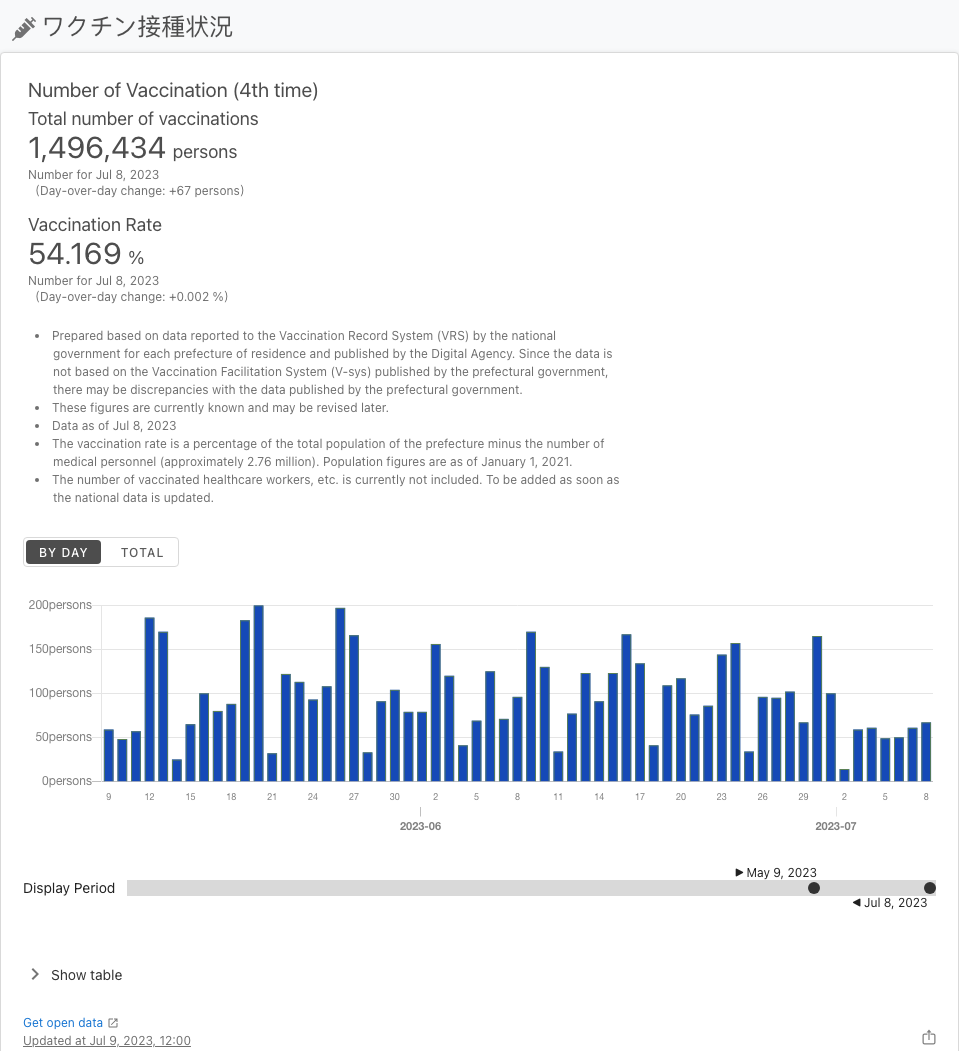 ワクチン接種状況
Number of Vaccination (4th time)
Total number of vaccinations
1,496,434 persons
Number for Jul 8, 2023
(Day-over-day change: +67 persons)
Vaccination Rate
54.169 %
Number for Jul 8, 2023
(Day-over-day change: +0.002 %)
• Prepared based on data reported to the Vaccination Record System (VRS) by the national
government for each prefecture of residence and published by the Digital Agency. Since the data is
not based on the Vaccination Facilitation System (V-sys) published by the prefectural government,
there may be discrepancies with the data published by the prefectural government.
• These figures are currently known and may be revised later.
• Data as of Jul 8, 2023
• The vaccination rate is a percentage of the total population of the prefecture minus the number of
medical personnel (approximately 2.76 million). Population figures are as of January 1, 2021.
• The number of vaccinated healthcare workers, etc. is currently not included. To be added as soon as
the national data is updated.
BY DAY TOTAL
200persons
150persons
100persons
50persons
0persons
9 12 15 18 21 24 27 30 2 5 8 11 14 17 20 23 26 29 2 5 8
2023-06 2023-07
May 9, 2023
Display Period
Jul 8, 2023
Show table
Get open data
Updated at Jul 9, 2023, 12:00